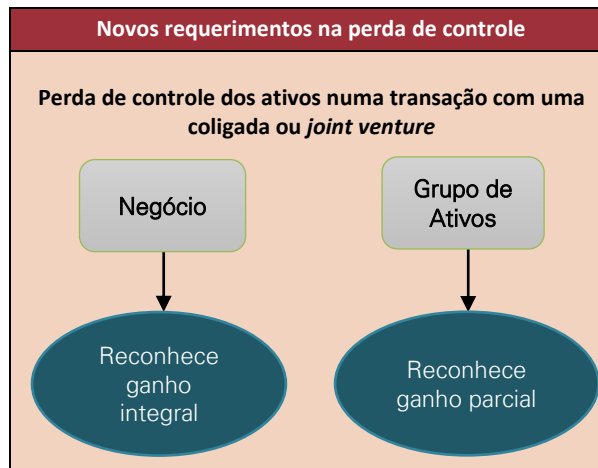 Novos requerimentos na perda de controle
Perda de controle dos ativos numa transação com uma
coligada ou joint venture
Negócio
Grupo de
Ativos
Reconhece
ganho
integral
Reconhece
ganho parcial